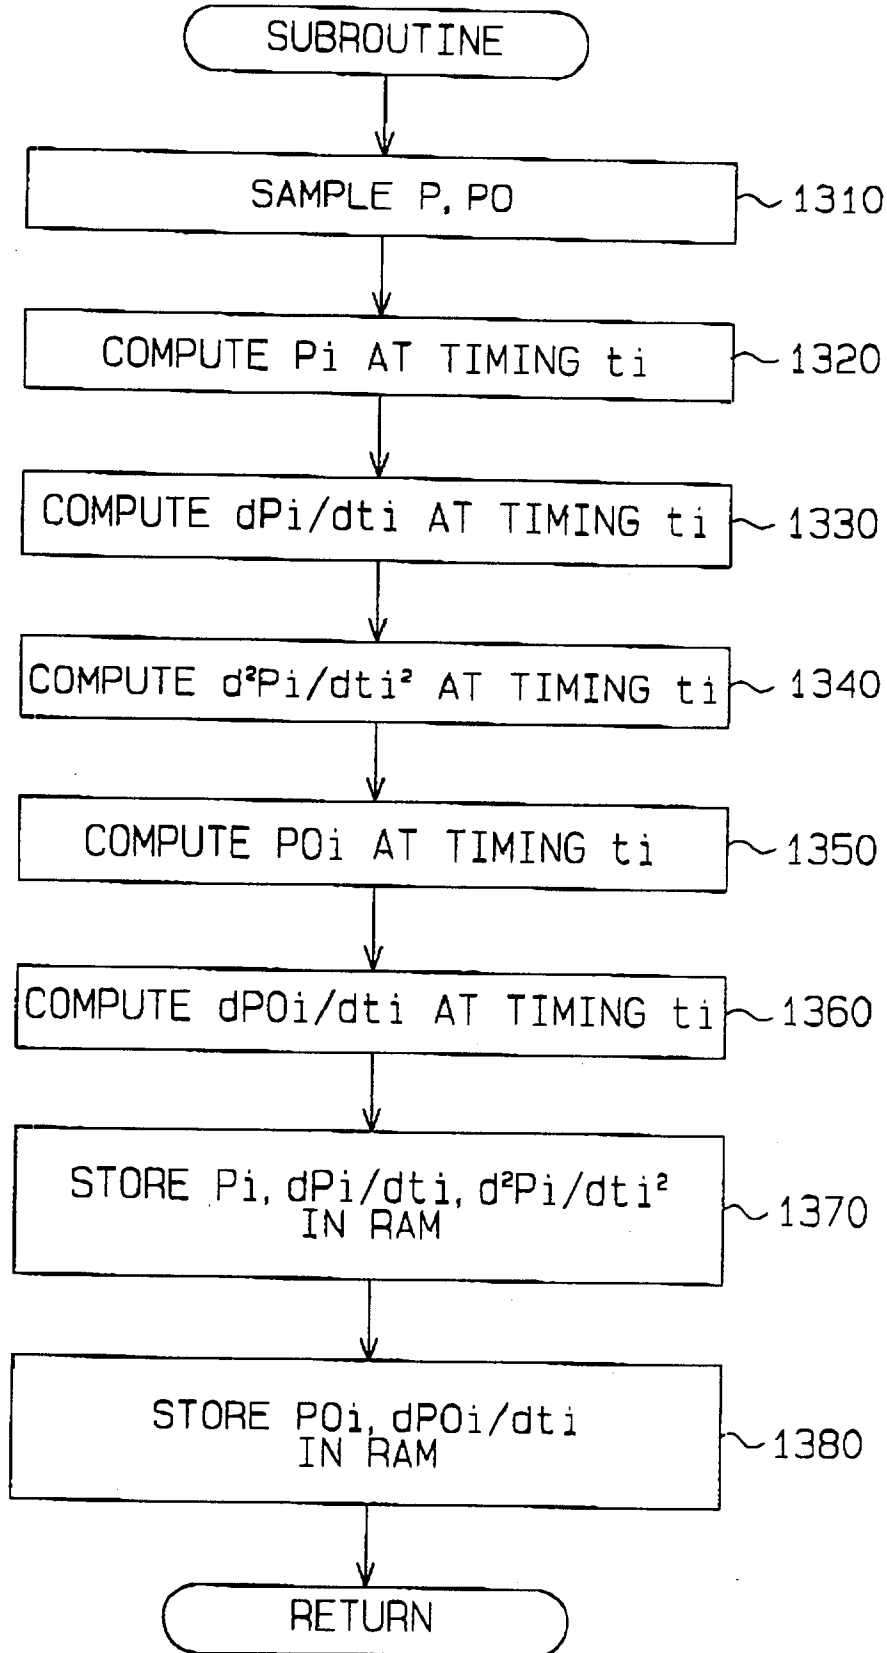 SUBROUTINE
SAMPLE P, PO
1310
COMPUTE Pi AT TIMING ti
1320
COMPUTE dPi/dti AT TIMING ti
1330
COMPUTE d²Pi/dti² AT TIMING ti
1340
COMPUTE POi AT TIMING ti
1350
COMPUTE dPOi/dti AT TIMING ti
1360
STORE Pi, dPi/dti, d²Pi/dti²
IN RAM
1370
STORE POi, dPOi/dti
IN RAM
1380
RETURN